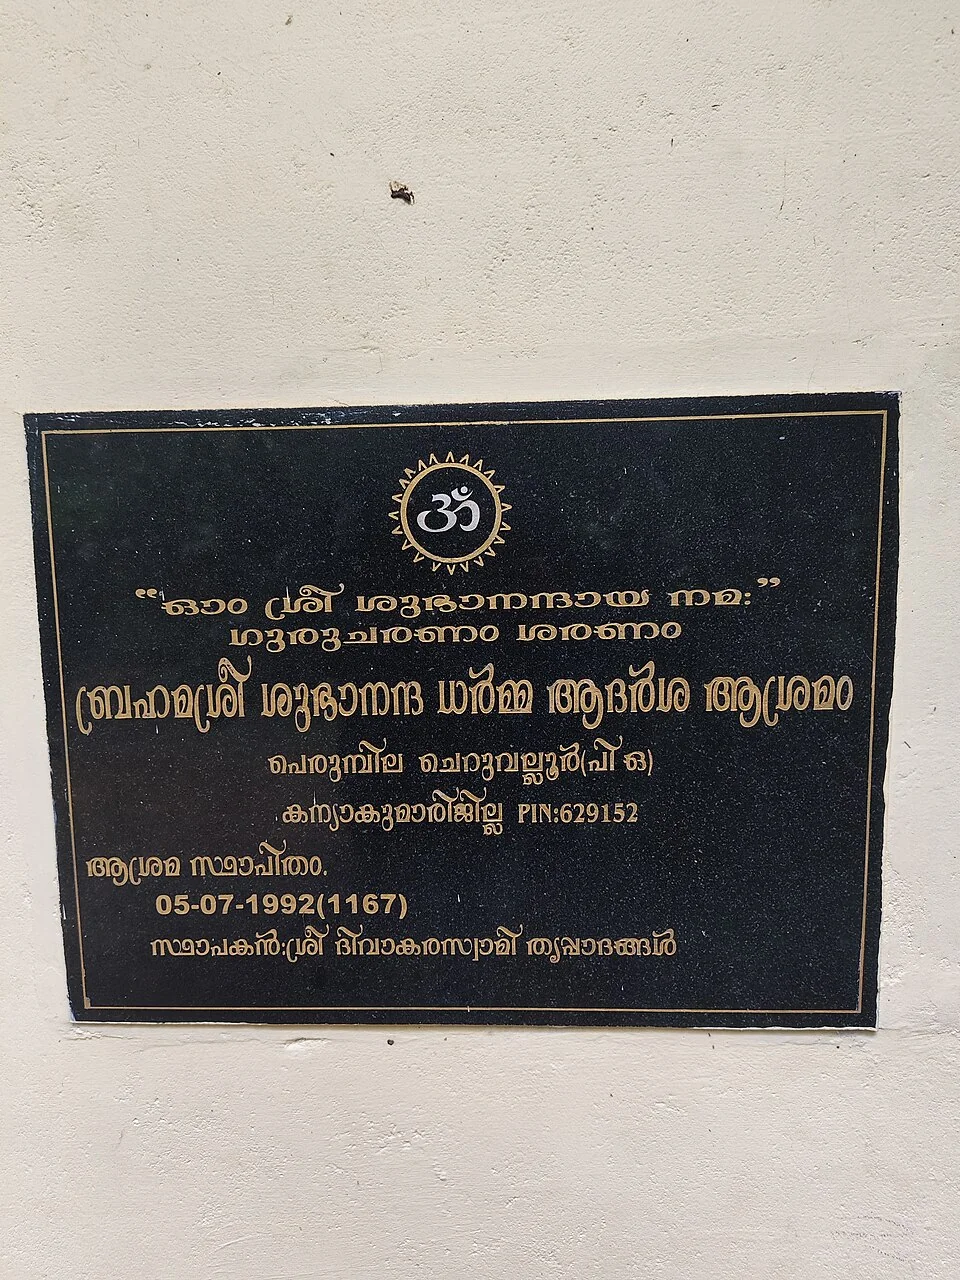 ॐ
“ഓം ശ്രീ ശുഭാനന്ദായ നമ:”
ഗുരുചരണം ശരണം
ബ്രഹ്മശ്രീ ശുഭാനന്ദ ധർമ്മ ആദർശ ആശ്രമം
പെരുമ്പില ചെറുവല്ലൂർ(പി ഒ)
കന്യാകുമാരിജില്ല PIN:629152
ആശ്രമ സ്ഥാപിതം.
05-07-1992(1167)
സ്ഥാപകൻ:ശ്രീ ദിവാകരസ്വാമി തൃപ്പാദങ്ങൾ